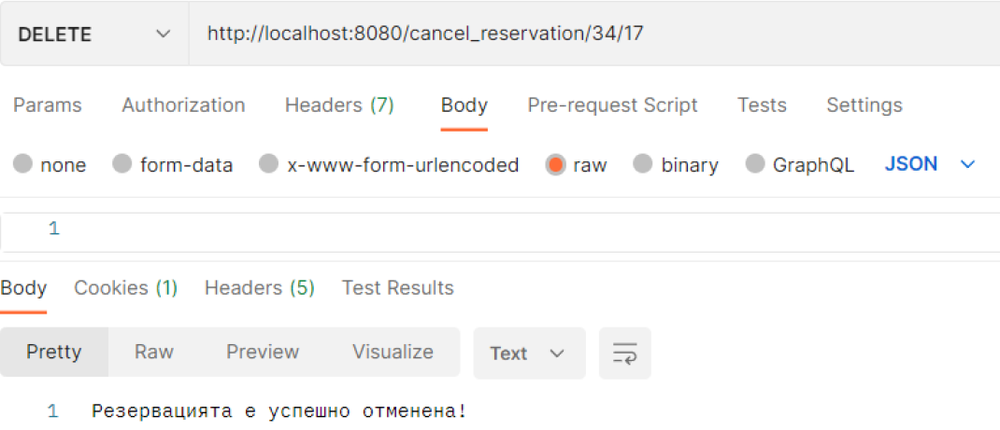 DELETE http://localhost:8080/cancel_reservation/34/17
Params Authorization Headers (7) Body Pre-request Script Tests Settings
none form-data x-www-form-urlencoded raw binary GraphQL JSON
1
Body Cookies (1) Headers (5) Test Results
Pretty Raw Preview Visualize Text
1 Резервацията е успешно отменена!